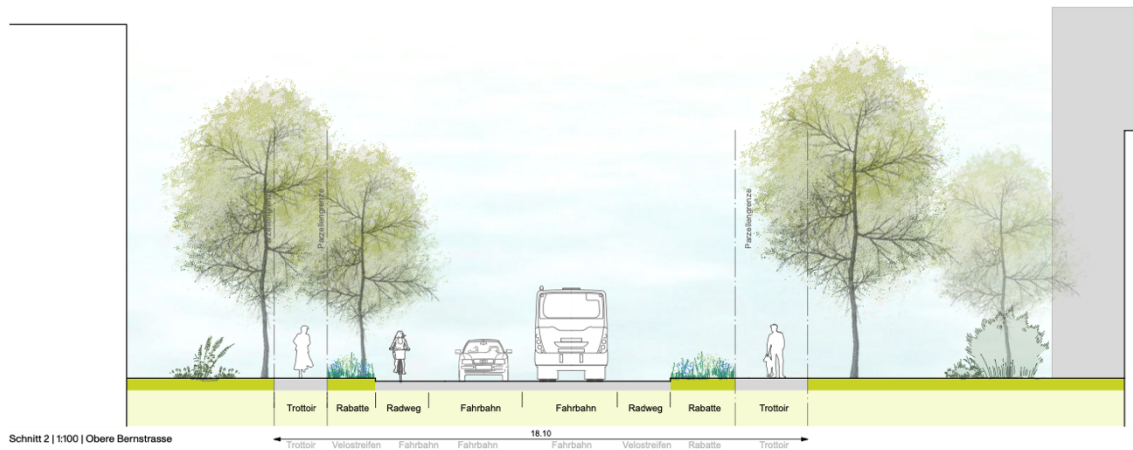 Parzellengrenze
Parzellengrenze
Parzellengrenze
Trottoir Rabatte Radweg Fahrbahn Fahrbahn Radweg Rabatte Trottoir
18.10
Schnitt 2 | 1:100 | Obere Bernstrasse
Trottoir Velostreifen Fahrbahn Fahrbahn Fahrbahn Velostreifen Rabatte Trottoir